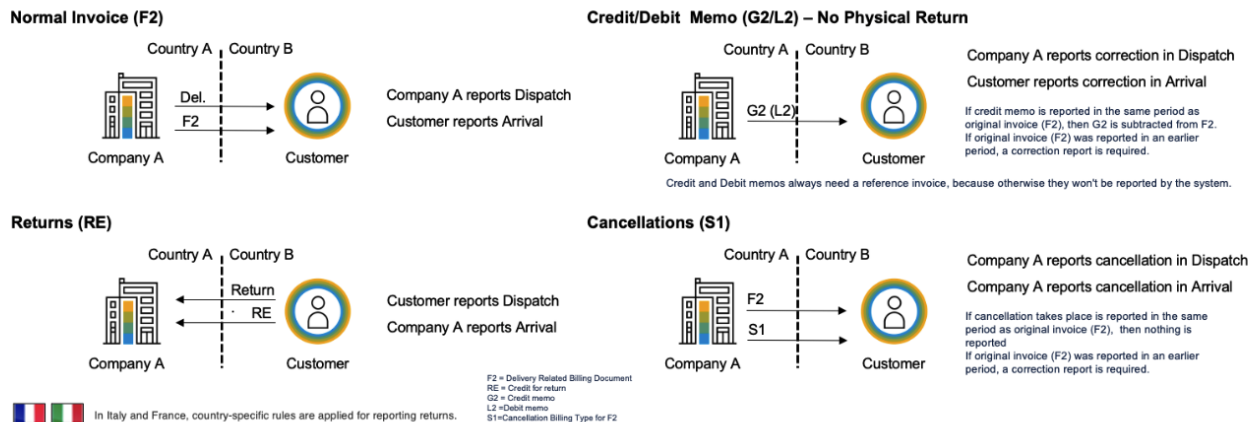 Normal Invoice (F2)
Country A
Country B
Del.
F2
Company A
Customer
Company A reports Dispatch
Customer reports Arrival
Credit/Debit Memo (G2/L2) – No Physical Return
Country A
Country B
G2 (L2)
Company A
Customer
Company A reports correction in Dispatch
Customer reports correction in Arrival
If credit memo is reported in the same period as
original invoice (F2), then G2 is subtracted from F2.
If original invoice (F2) was reported in an earlier
period, a correction report is required.
Credit and Debit memos always need a reference invoice, because otherwise they won't be reported by the system.
Returns (RE)
Country A
Country B
Return
RE
Company A
Customer
Customer reports Dispatch
Company A reports Arrival
Cancellations (S1)
Country A
Country B
F2
S1
Company A
Customer
Company A reports cancellation in Dispatch
Company A reports cancellation in Arrival
If cancellation takes place is reported in the same
period as original invoice (F2), then nothing is
reported
If original invoice (F2) was reported in an earlier
period, a correction report is required.
F2 = Delivery Related Billing Document
RE = Credit for return
G2 = Credit memo
L2 =Debit memo
S1=Cancellation Billing Type for F2
In Italy and France, country-specific rules are applied for reporting returns.